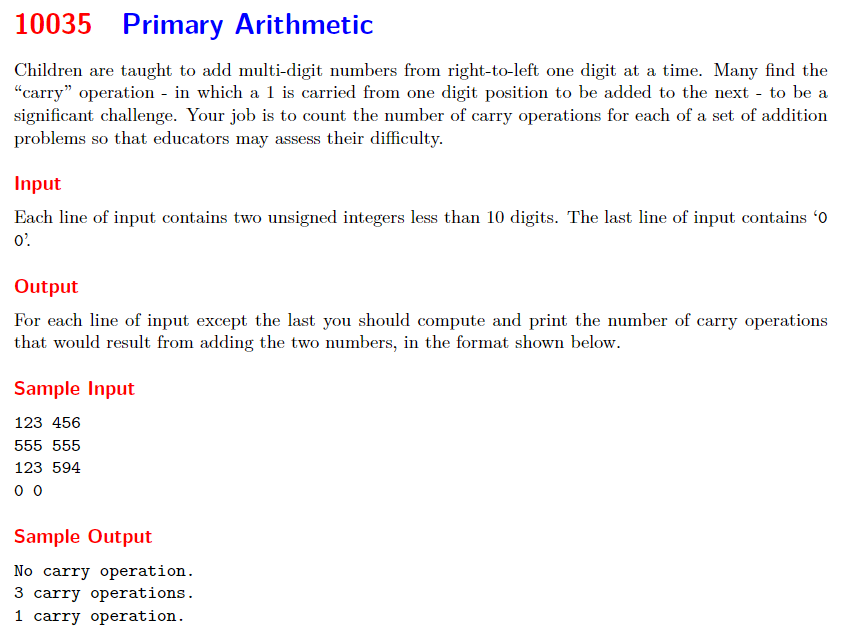 10035 Primary Arithmetic
Children are taught to add multi-digit numbers from right-to-left one digit at a time. Many find the
“carry” operation - in which a 1 is carried from one digit position to be added to the next - to be a
significant challenge. Your job is to count the number of carry operations for each of a set of addition
problems so that educators may assess their difficulty.
Input
Each line of input contains two unsigned integers less than 10 digits. The last line of input contains ‘0
0’.
Output
For each line of input except the last you should compute and print the number of carry operations
that would result from adding the two numbers, in the format shown below.
Sample Input
123 456
555 555
123 594
0 0
Sample Output
No carry operation.
3 carry operations.
1 carry operation.